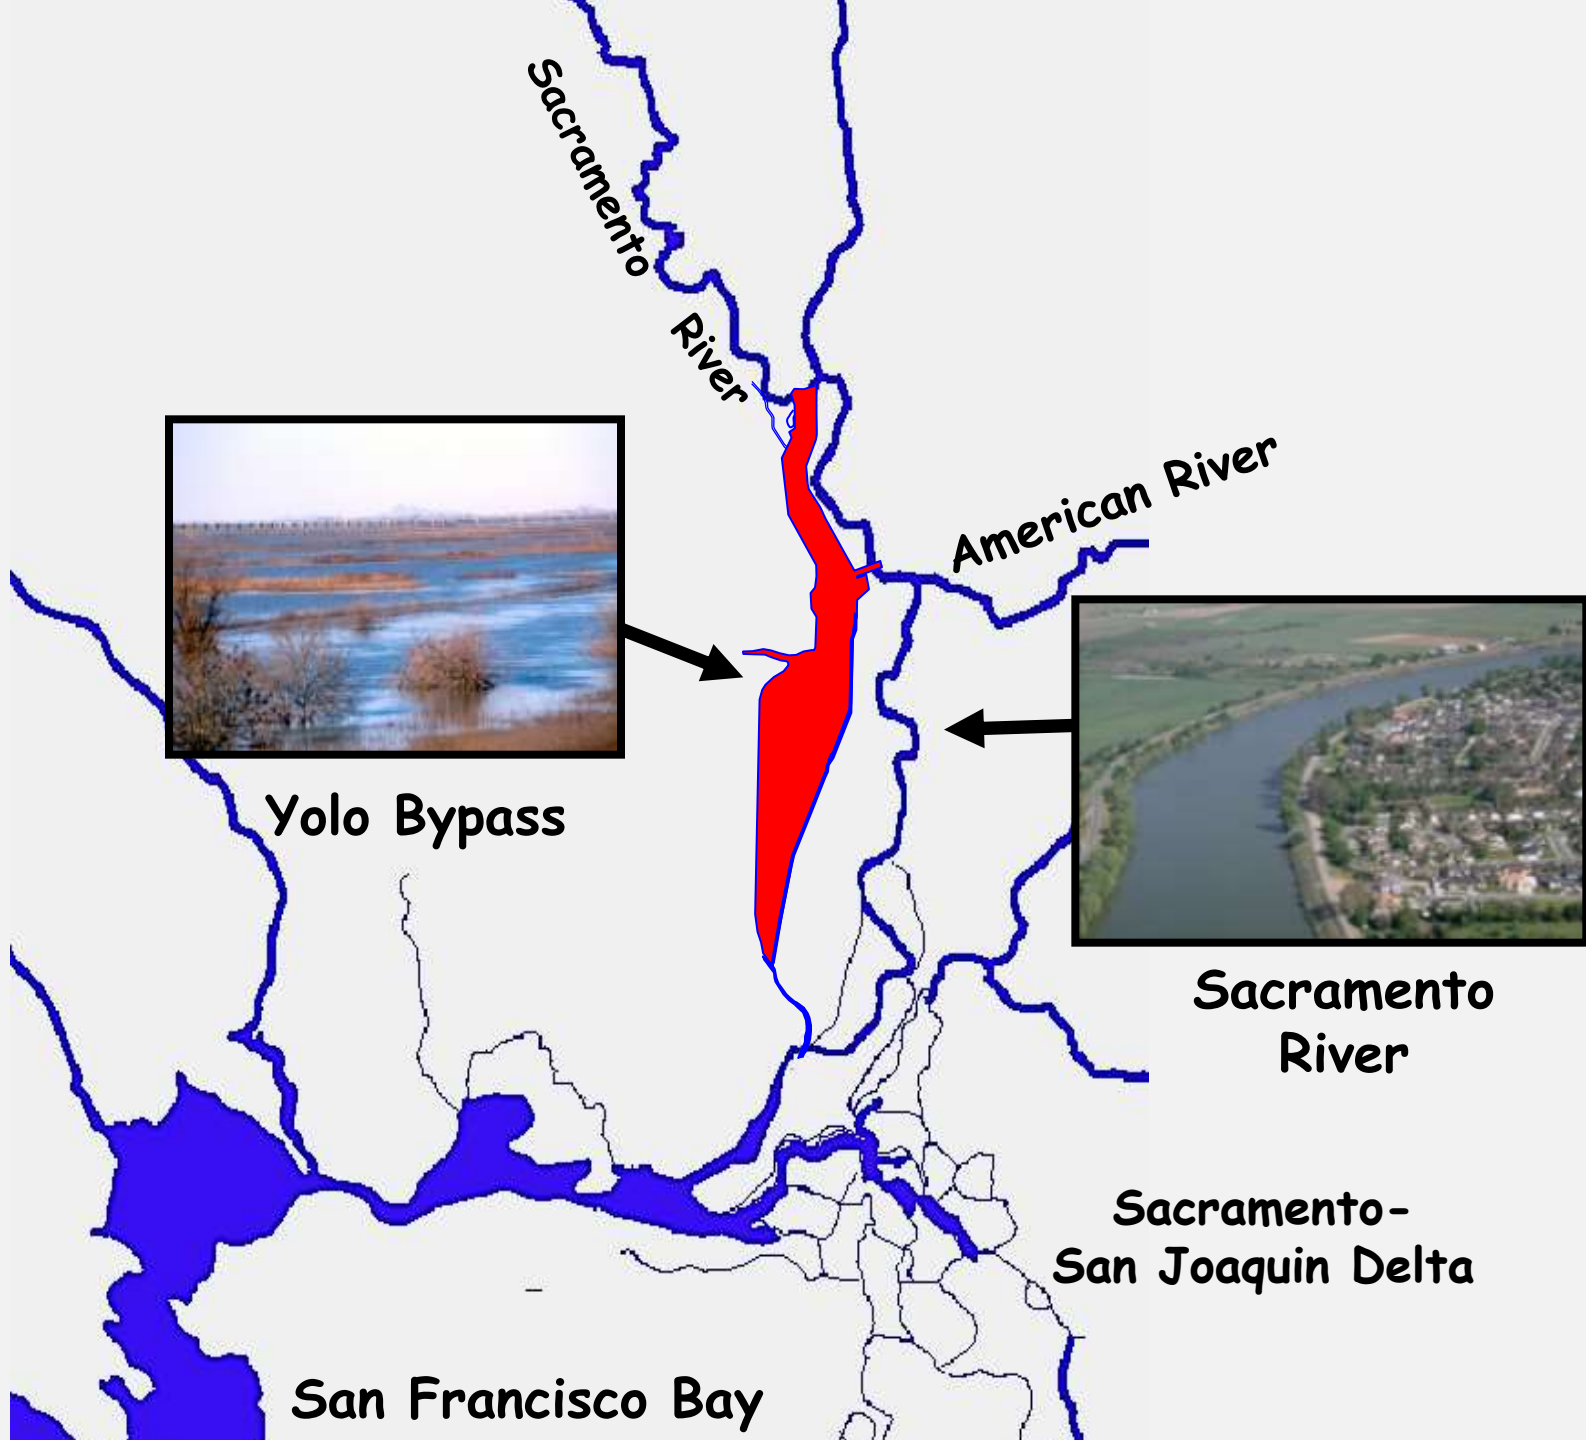 Sacramento
River
American River
Yolo Bypass
Sacramento
River
Sacramento-
San Joaquin Delta
San Francisco Bay